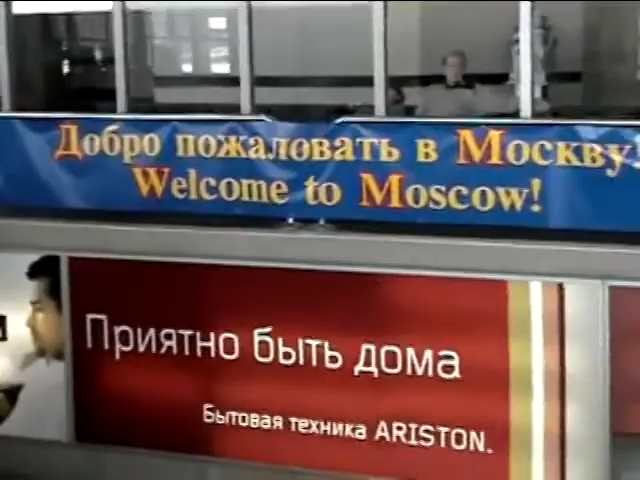 Добро пожаловать в Москву!
Welcome to Moscow!
Приятно быть дома
Бытовая техника ARISTON.